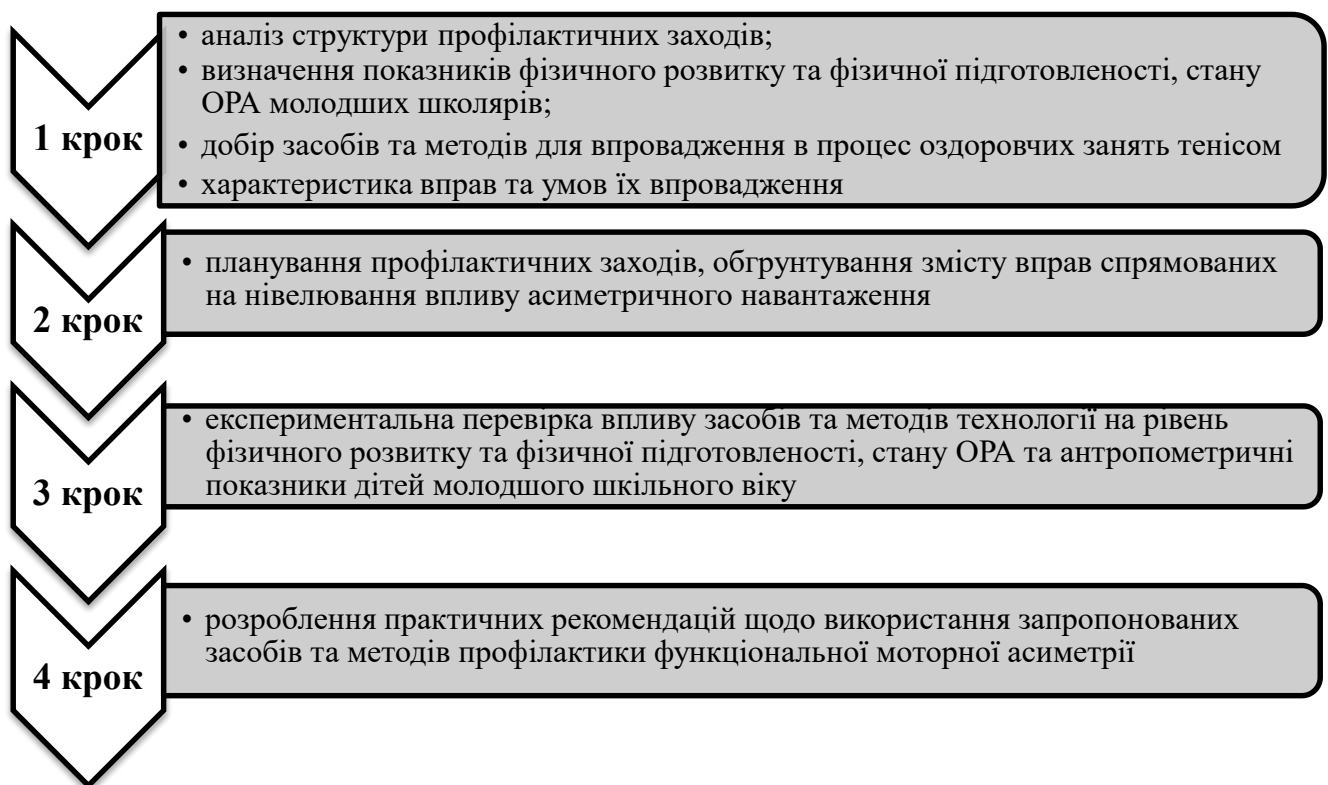 1 крок
• аналіз структури профілактичних заходів;
• визначення показників фізичного розвитку та фізичної підготовленості, стану
ОРА молодших школярів;
• добір засобів та методів для впровадження в процес оздоровчих занять тенісом
• характеристика вправ та умов їх впровадження
2 крок
• планування профілактичних заходів, обгрунтування змісту вправ спрямованих
на нівелювання впливу асиметричного навантаження
3 крок
• експериментальна перевірка впливу засобів та методів технології на рівень
фізичного розвитку та фізичної підготовленості, стану ОРА та антропометричні
показники дітей молодшого шкільного віку
4 крок
• розроблення практичних рекомендацій щодо використання запропонованих
засобів та методів профілактики функціональної моторної асиметрії